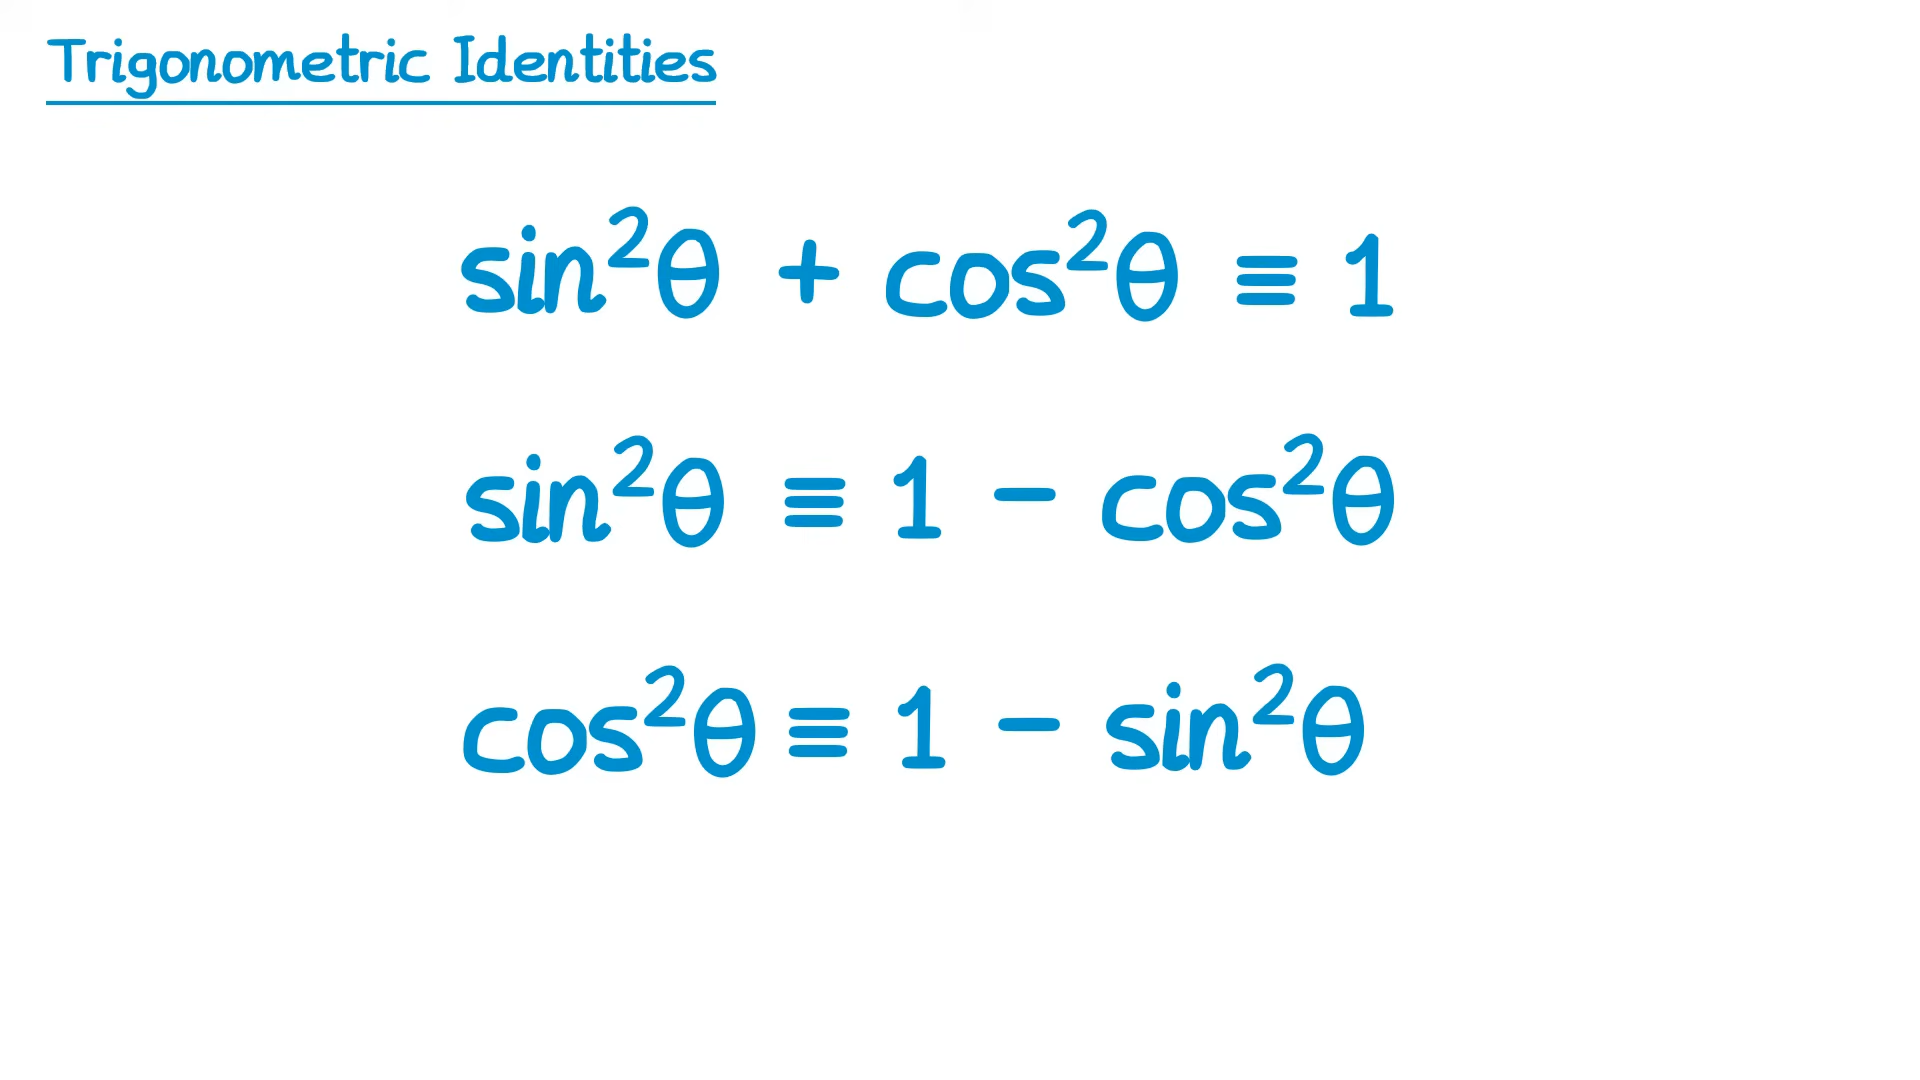 Trigonometric Identities
sin²θ + cos²θ ≡ 1
sin²θ ≡ 1 − cos²θ
cos²θ ≡ 1 − sin²θ